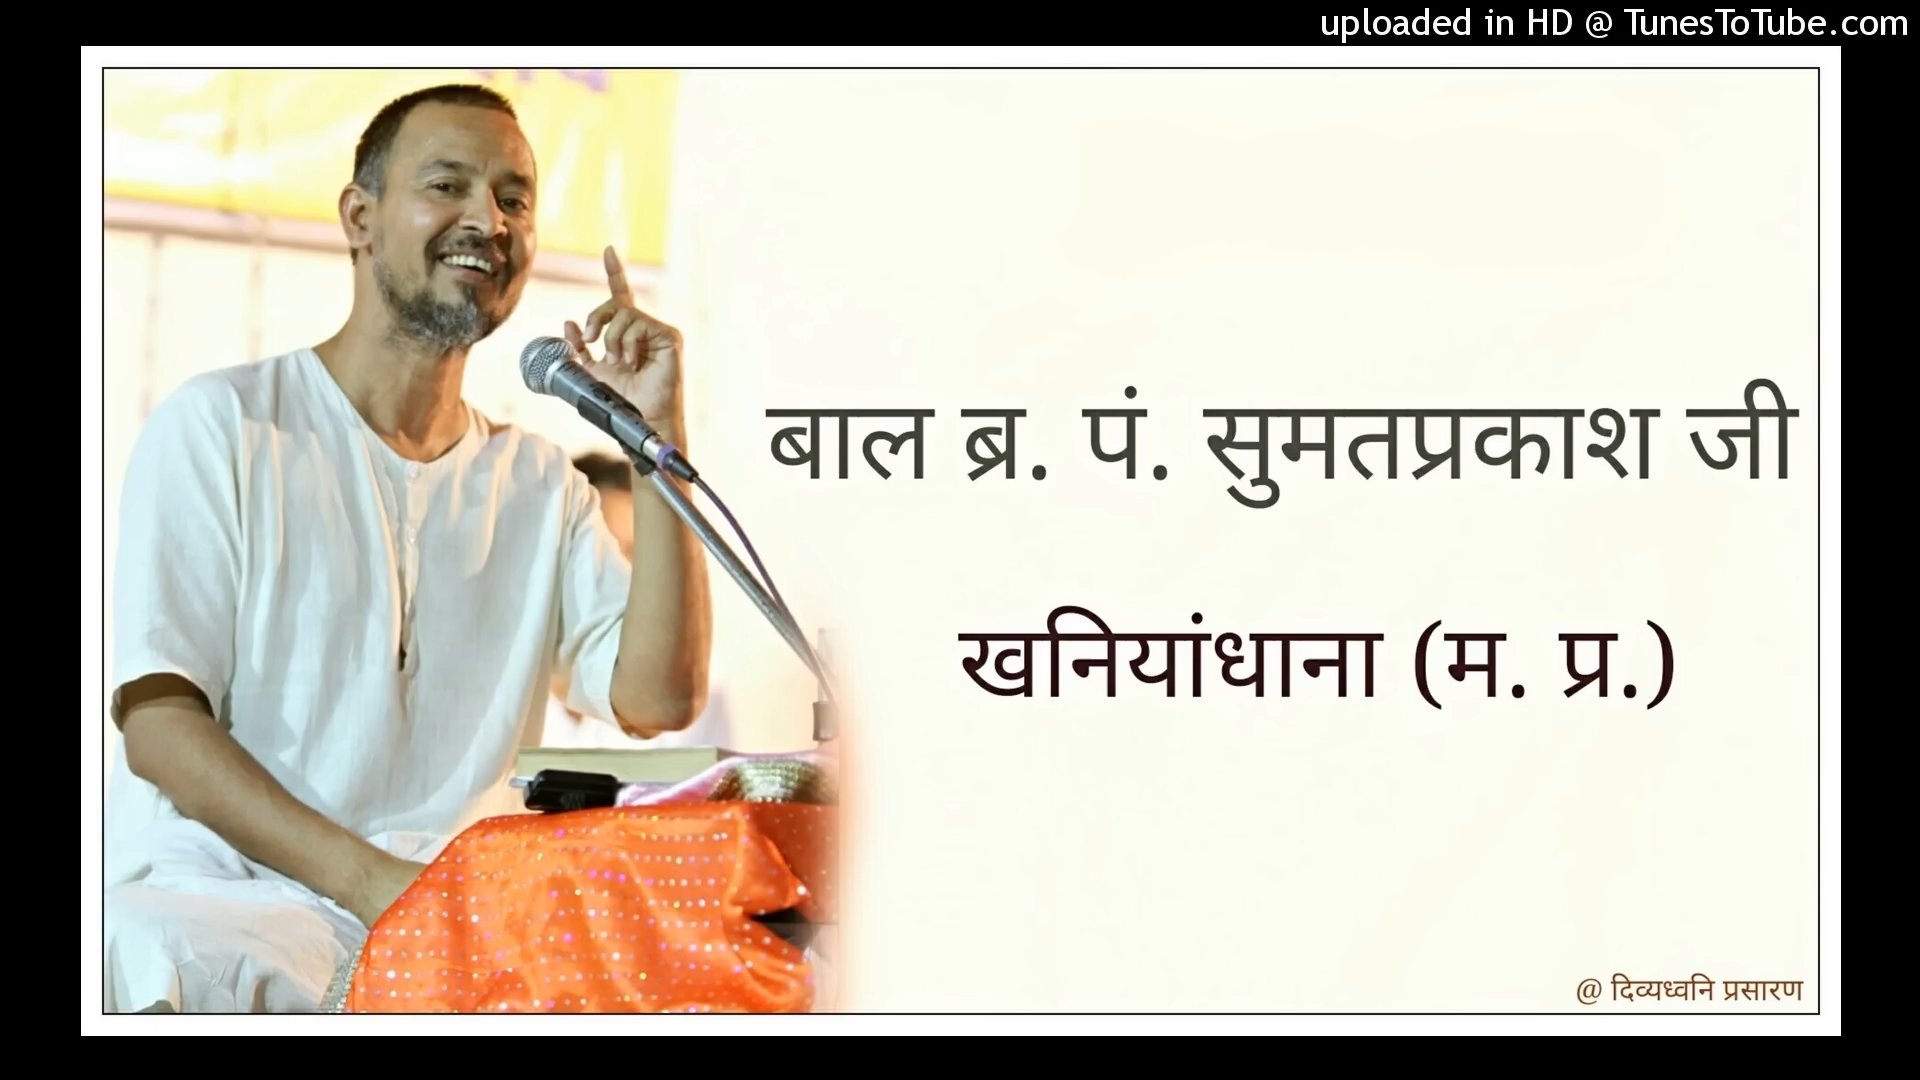 uploaded in HD @ TunesToTube.com
बाल ब्र. पं. सुमतप्रकाश जी
खनियांधाना (म. प्र.)
@ दिव्यध्वनि प्रसारण